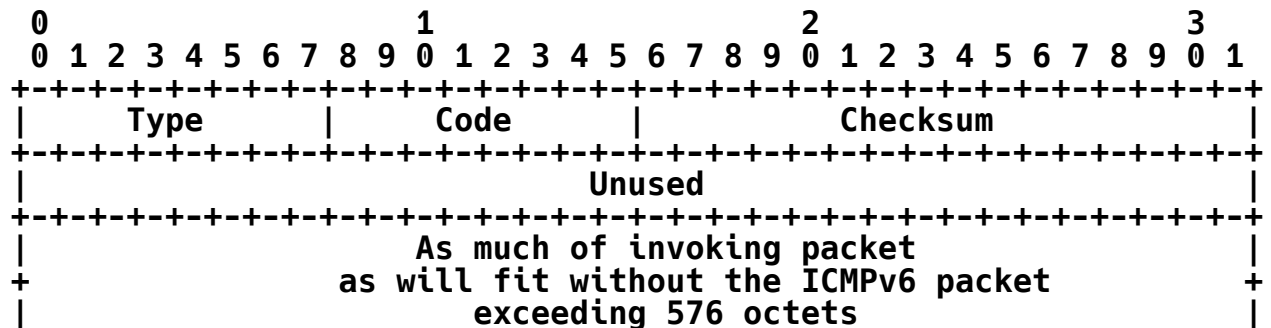 0                   1                   2                   3
 0 1 2 3 4 5 6 7 8 9 0 1 2 3 4 5 6 7 8 9 0 1 2 3 4 5 6 7 8 9 0 1
+-+-+-+-+-+-+-+-+-+-+-+-+-+-+-+-+-+-+-+-+-+-+-+-+-+-+-+-+-+-+-+-+
|     Type      |     Code      |          Checksum             |
+-+-+-+-+-+-+-+-+-+-+-+-+-+-+-+-+-+-+-+-+-+-+-+-+-+-+-+-+-+-+-+-+
|                             Unused                            |
+-+-+-+-+-+-+-+-+-+-+-+-+-+-+-+-+-+-+-+-+-+-+-+-+-+-+-+-+-+-+-+-+
|                    As much of invoking packet                 |
+                as will fit without the ICMPv6 packet          +
|                       exceeding 576 octets                    |